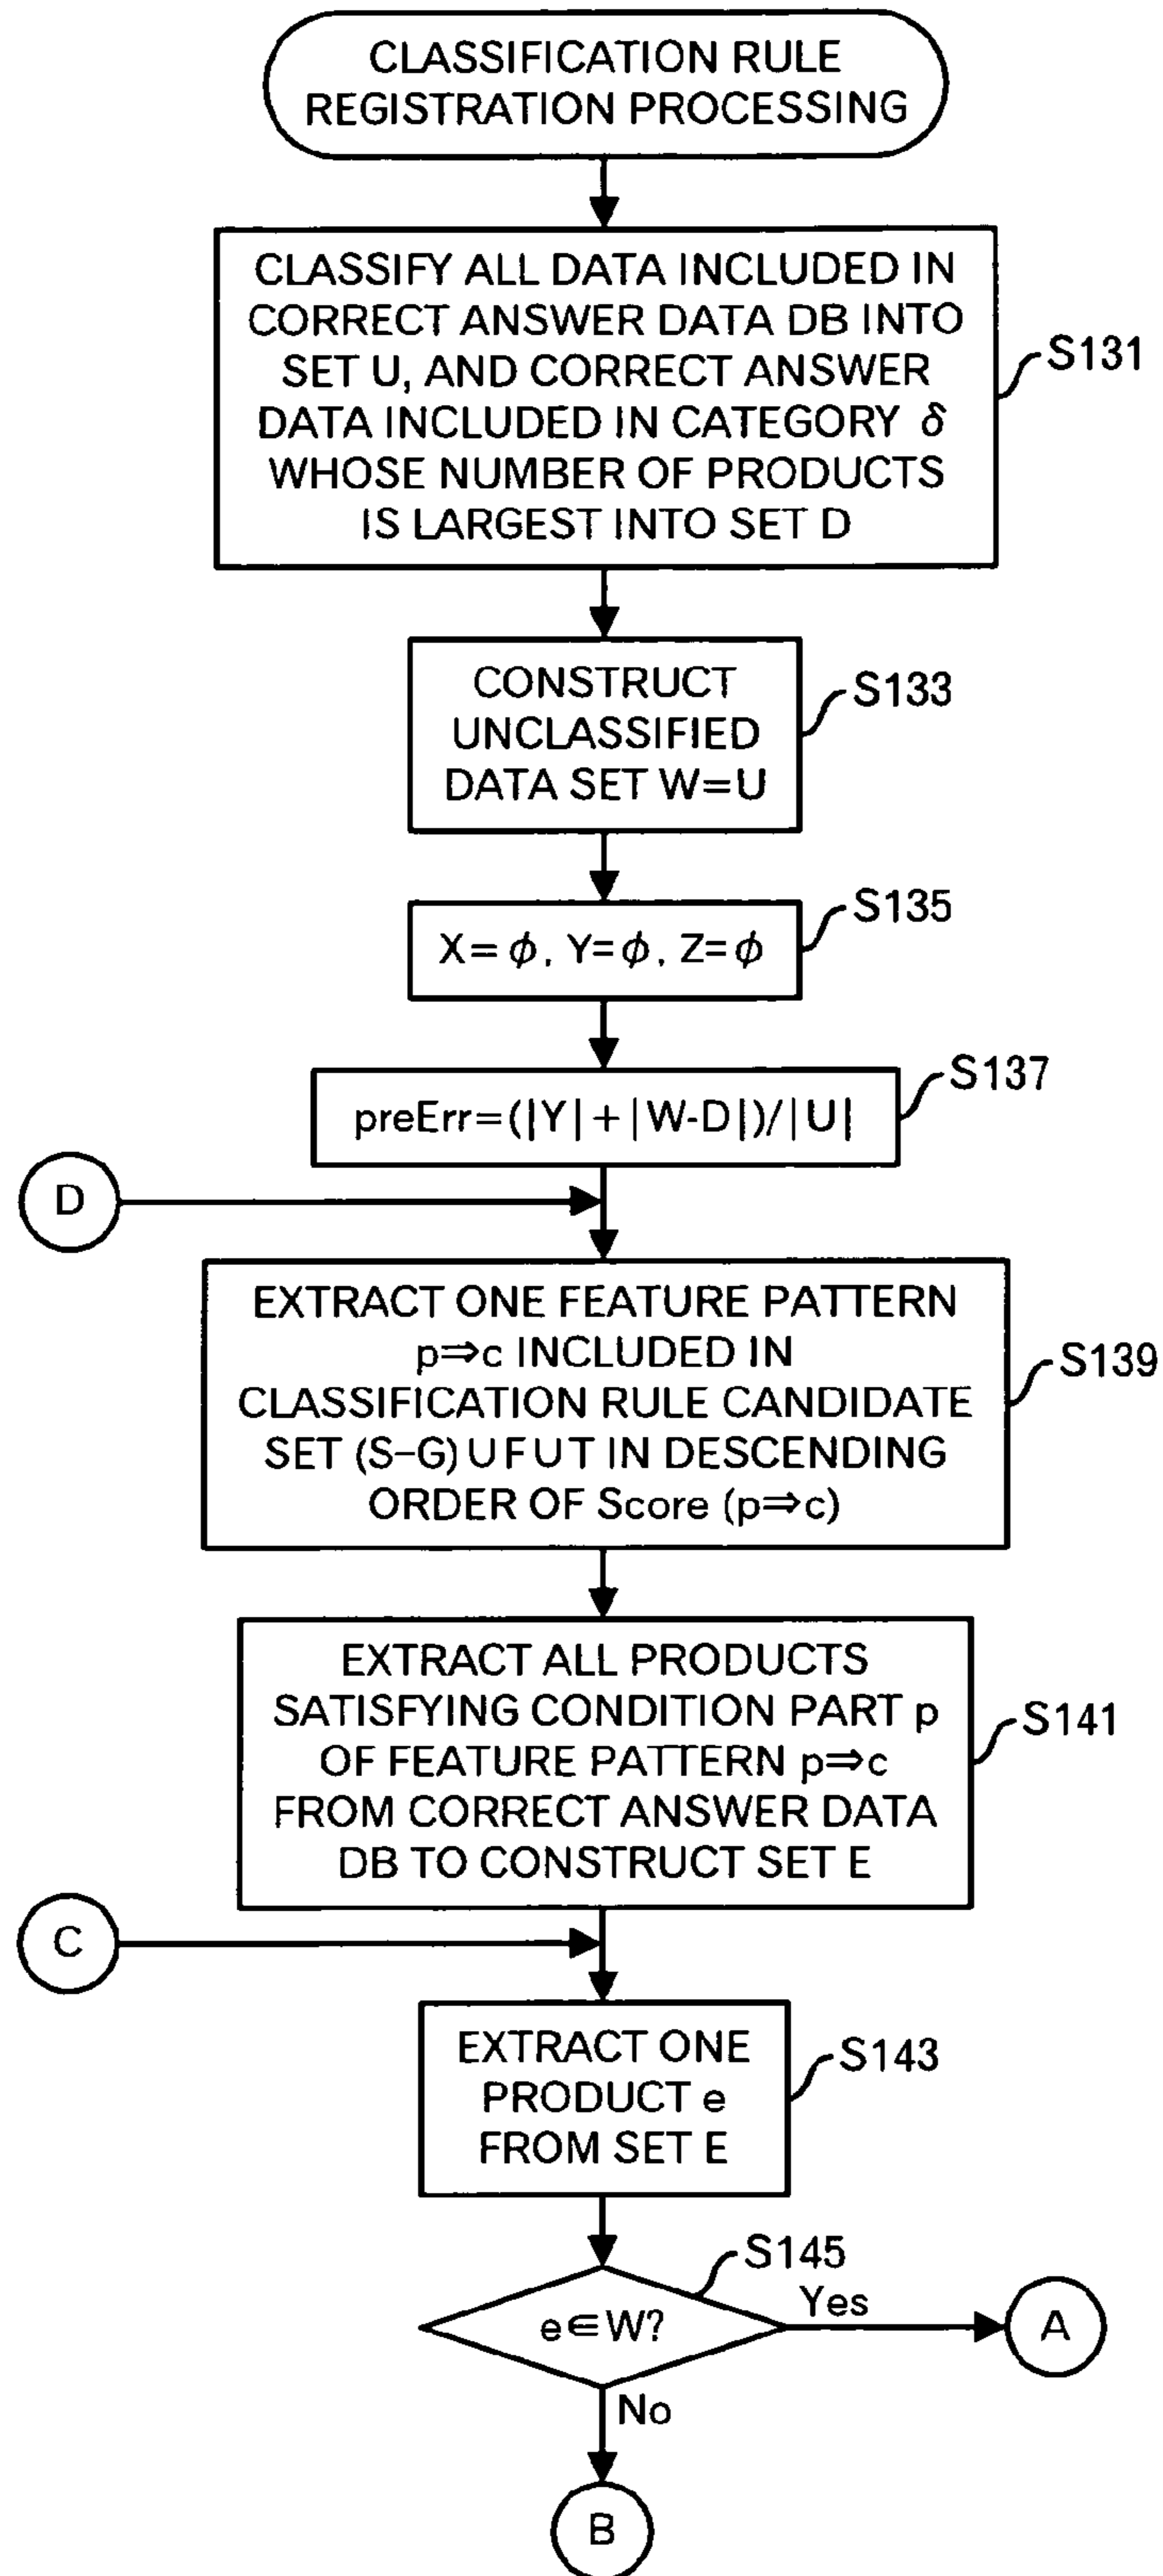 CLASSIFICATION RULE
REGISTRATION PROCESSING
CLASSIFY ALL DATA INCLUDED IN
CORRECT ANSWER DATA DB INTO
SET U, AND CORRECT ANSWER
DATA INCLUDED IN CATEGORY δ
WHOSE NUMBER OF PRODUCTS
IS LARGEST INTO SET D
S131
CONSTRUCT
UNCLASSIFIED
DATA SET W=U
S133
X=φ, Y=φ, Z=φ
S135
preErr=(|Y|+|W-D|)/|U|
S137
D
EXTRACT ONE FEATURE PATTERN
p⇒c INCLUDED IN
CLASSIFICATION RULE CANDIDATE
SET (S-G)∪F∪T IN DESCENDING
ORDER OF Score (p⇒c)
S139
EXTRACT ALL PRODUCTS
SATISFYING CONDITION PART p
OF FEATURE PATTERN p⇒c
FROM CORRECT ANSWER DATA
DB TO CONSTRUCT SET E
S141
C
EXTRACT ONE
PRODUCT e
FROM SET E
S143
S145
e∈W?
Yes
A
No
B